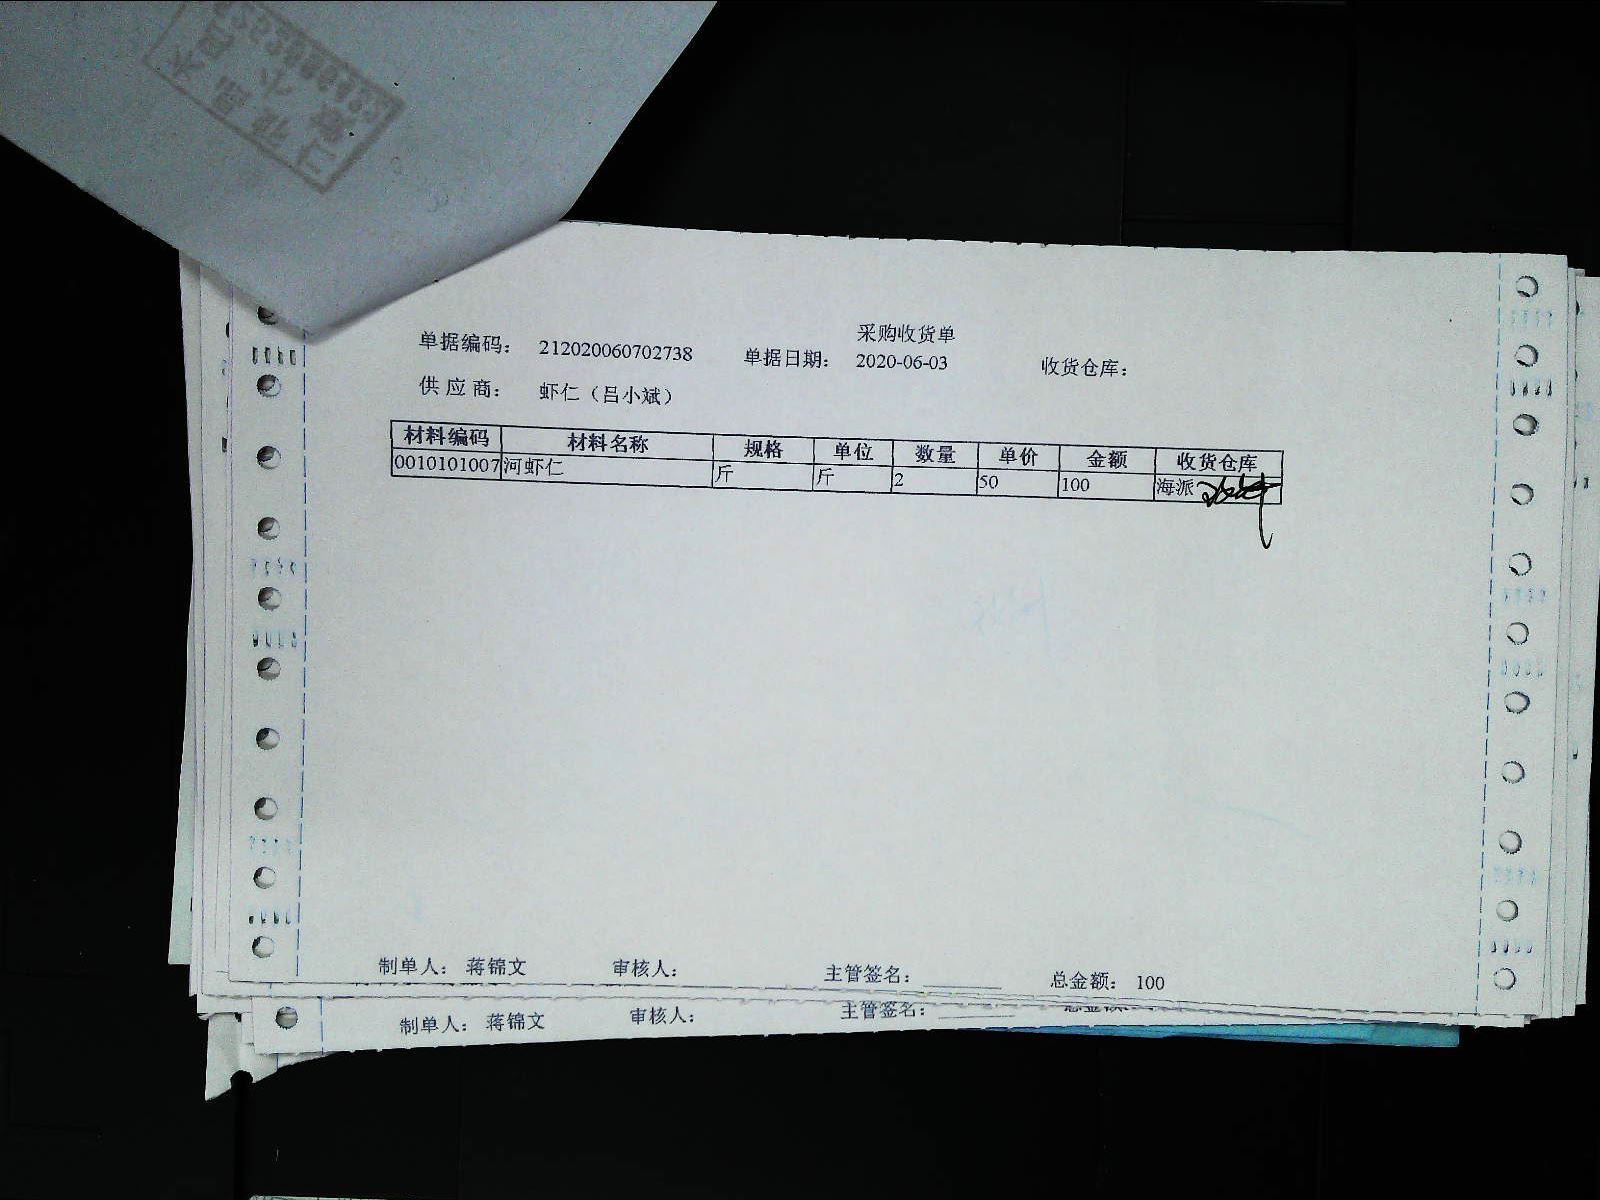 采购收货单
单据编码： 212020060702738 单据日期： 2020-06-03 收货仓库：
供应商： 虾仁（吕小斌）
材料编码 材料名称 规格 单位 数量 单价 金额 收货仓库
0010101007 河虾仁 斤 斤 2 50 100 海派
制单人： 蒋锦文 审核人： 主管签名： 总金额： 100
制单人： 蒋锦文 审核人： 主管签名：